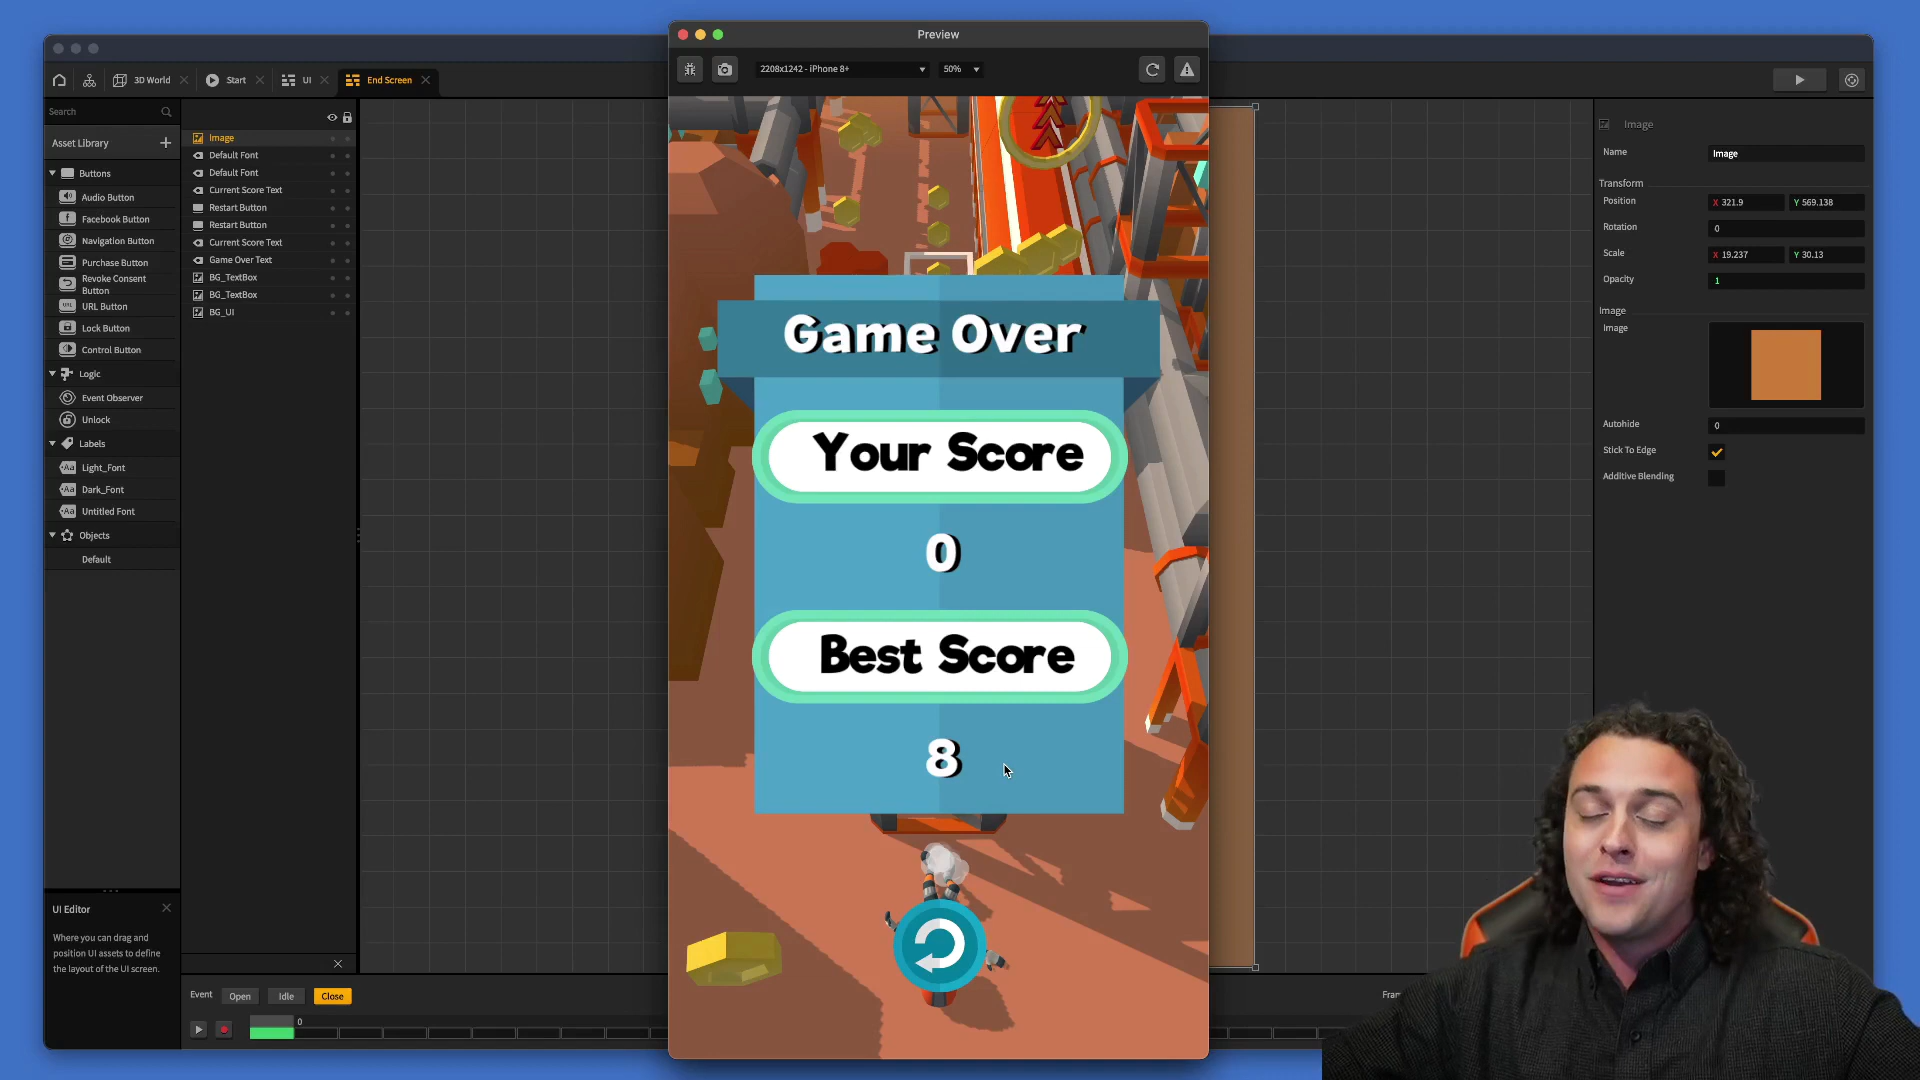 Preview
3D World
Start
UI
End Screen
2208x1242 - iPhone 8+
50%
Search
Asset Library
Buttons
Audio Button
Facebook Button
Navigation Button
Purchase Button
Revoke Consent
Button
URL Button
Lock Button
Control Button
Logic
Event Observer
Unlock
Labels
Light_Font
Dark_Font
Untitled Font
Objects
Default
Image
Default Font
Default Font
Current Score Text
Restart Button
Restart Button
Current Score Text
Game Over Text
BG_TextBox
BG_TextBox
BG_UI
Game Over
Your Score
0
Best Score
8
Image
Name
Image
Transform
Position
X 321.9
Y 569.138
Rotation
0
Scale
X 19.237
Y 30.13
Opacity
1
Image
Image
Autohide
0
Stick To Edge
Additive Blending
UI Editor
Where you can drag and
position UI assets to define
the layout of the UI screen.
Event
Open
Idle
Close
0